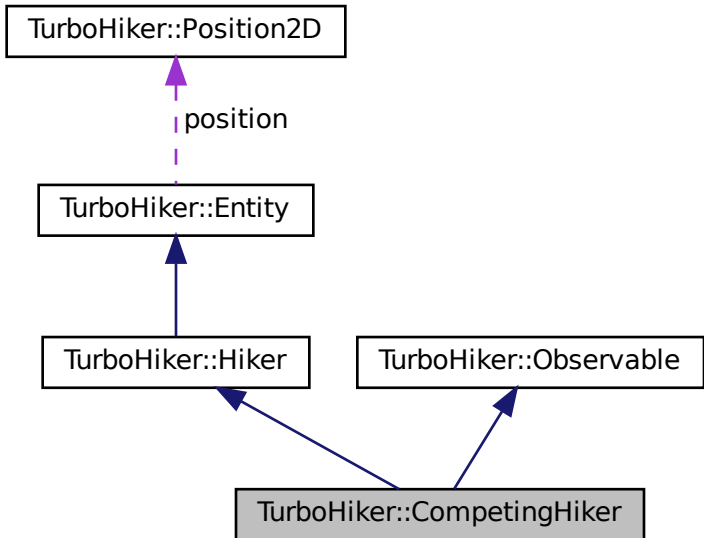 TurboHiker::Position2D
position
TurboHiker::Entity
TurboHiker::Hiker
TurboHiker::Observable
TurboHiker::CompetingHiker